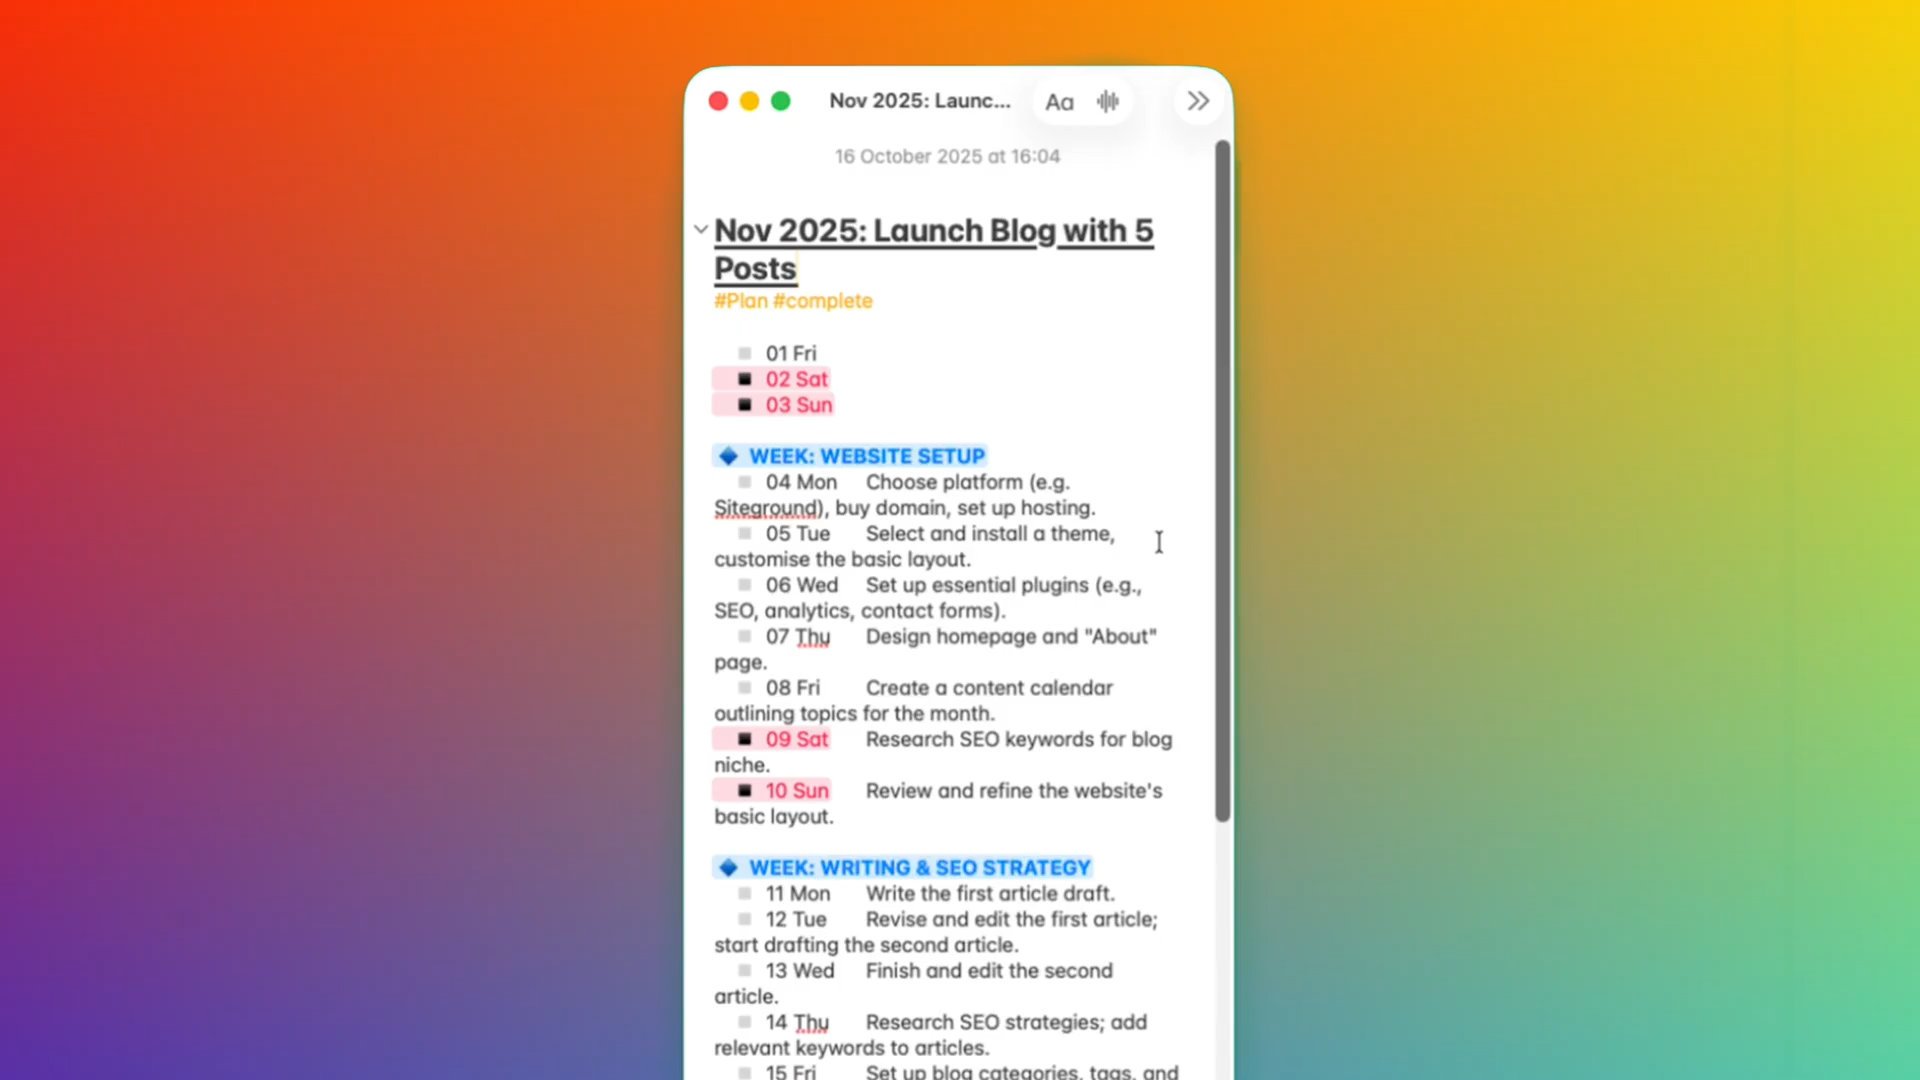 Nov 2025: Launc...
Aa
16 October 2025 at 16:04
Nov 2025: Launch Blog with 5
Posts
#Plan #complete
01 Fri
02 Sat
03 Sun
WEEK: WEBSITE SETUP
04 Mon Choose platform (e.g.
Siteground), buy domain, set up hosting.
05 Tue Select and install a theme,
customise the basic layout.
06 Wed Set up essential plugins (e.g.,
SEO, analytics, contact forms).
07 Thu Design homepage and "About"
page.
08 Fri Create a content calendar
outlining topics for the month.
09 Sat Research SEO keywords for blog
niche.
10 Sun Review and refine the website's
basic layout.
WEEK: WRITING & SEO STRATEGY
11 Mon Write the first article draft.
12 Tue Revise and edit the first article;
start drafting the second article.
13 Wed Finish and edit the second
article.
14 Thu Research SEO strategies; add
relevant keywords to articles.
15 Fri Set up blog categories, tags, and